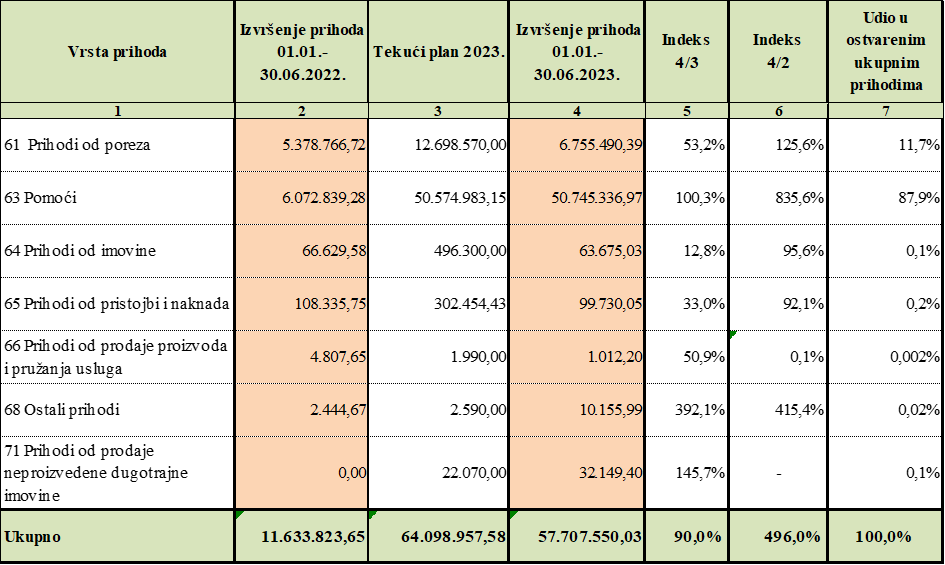 Vrsta prihoda
Izvršenje prihoda
01.01.-
30.06.2022.
Tekući plan 2023.
Izvršenje prihoda
01.01.-
30.06.2023.
Indeks
4/3
Indeks
4/2
Udio u
ostvarenim
ukupnim
prihodima
1 2 3 4 5 6 7
61 Prihodi od poreza 5.378.766,72 12.698.570,00 6.755.490,39 53,2% 125,6% 11,7%
63 Pomoći 6.072.839,28 50.574.983,15 50.745.336,97 100,3% 835,6% 87,9%
64 Prihodi od imovine 66.629,58 496.300,00 63.675,03 12,8% 95,6% 0,1%
65 Prihodi od pristojbi i naknada 108.335,75 302.454,43 99.730,05 33,0% 92,1% 0,2%
66 Prihodi od prodaje proizvoda
i pružanja usluga 4.807,65 1.990,00 1.012,20 50,9% 0,1% 0,002%
68 Ostali prihodi 2.444,67 2.590,00 10.155,99 392,1% 415,4% 0,02%
71 Prihodi od prodaje
neproizvedene dugotrajne
imovine 0,00 22.070,00 32.149,40 145,7% - 0,1%
Ukupno 11.633.823,65 64.098.957,58 57.707.550,03 90,0% 496,0% 100,0%